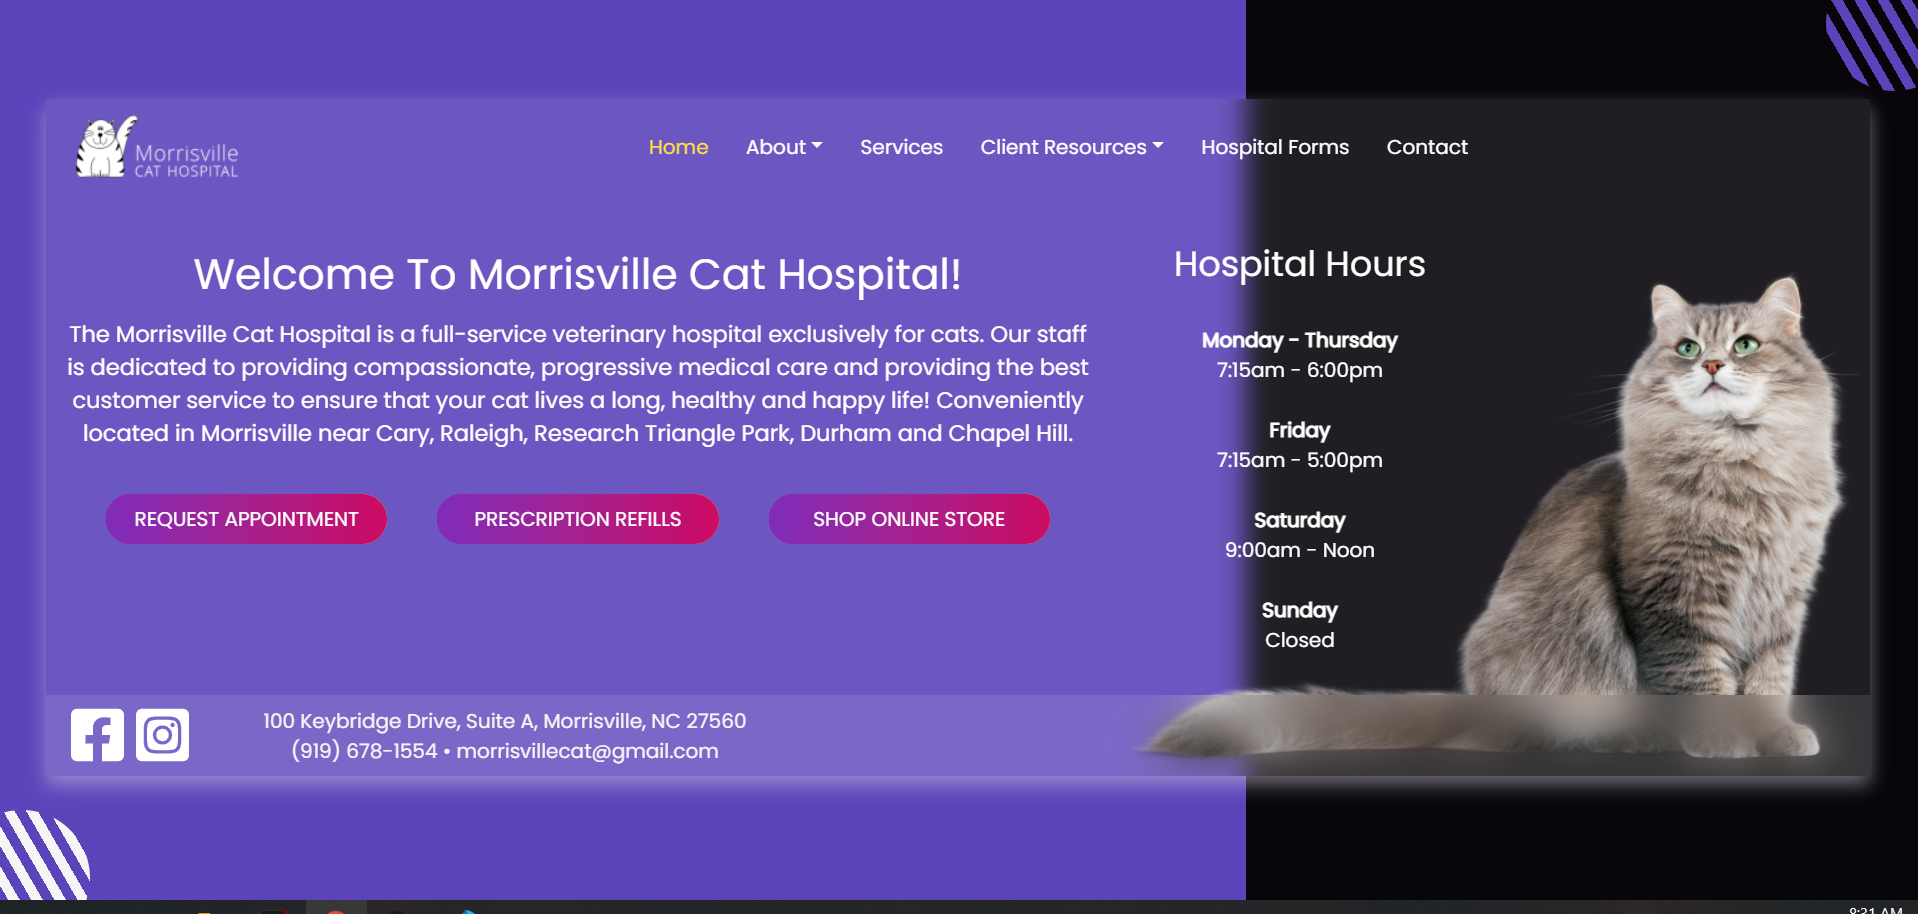 Morrisville
CAT HOSPITAL
Home About Services Client Resources Hospital Forms Contact
Welcome To Morrisville Cat Hospital!
The Morrisville Cat Hospital is a full-service veterinary hospital exclusively for cats. Our staff
is dedicated to providing compassionate, progressive medical care and providing the best
customer service to ensure that your cat lives a long, healthy and happy life! Conveniently
located in Morrisville near Cary, Raleigh, Research Triangle Park, Durham and Chapel Hill.
REQUEST APPOINTMENT PRESCRIPTION REFILLS SHOP ONLINE STORE
Hospital Hours
Monday - Thursday
7:15am - 6:00pm
Friday
7:15am - 5:00pm
Saturday
9:00am - Noon
Sunday
Closed
100 Keybridge Drive, Suite A, Morrisville, NC 27560
(919) 678-1554 • morrisvillecat@gmail.com
8:31 AM